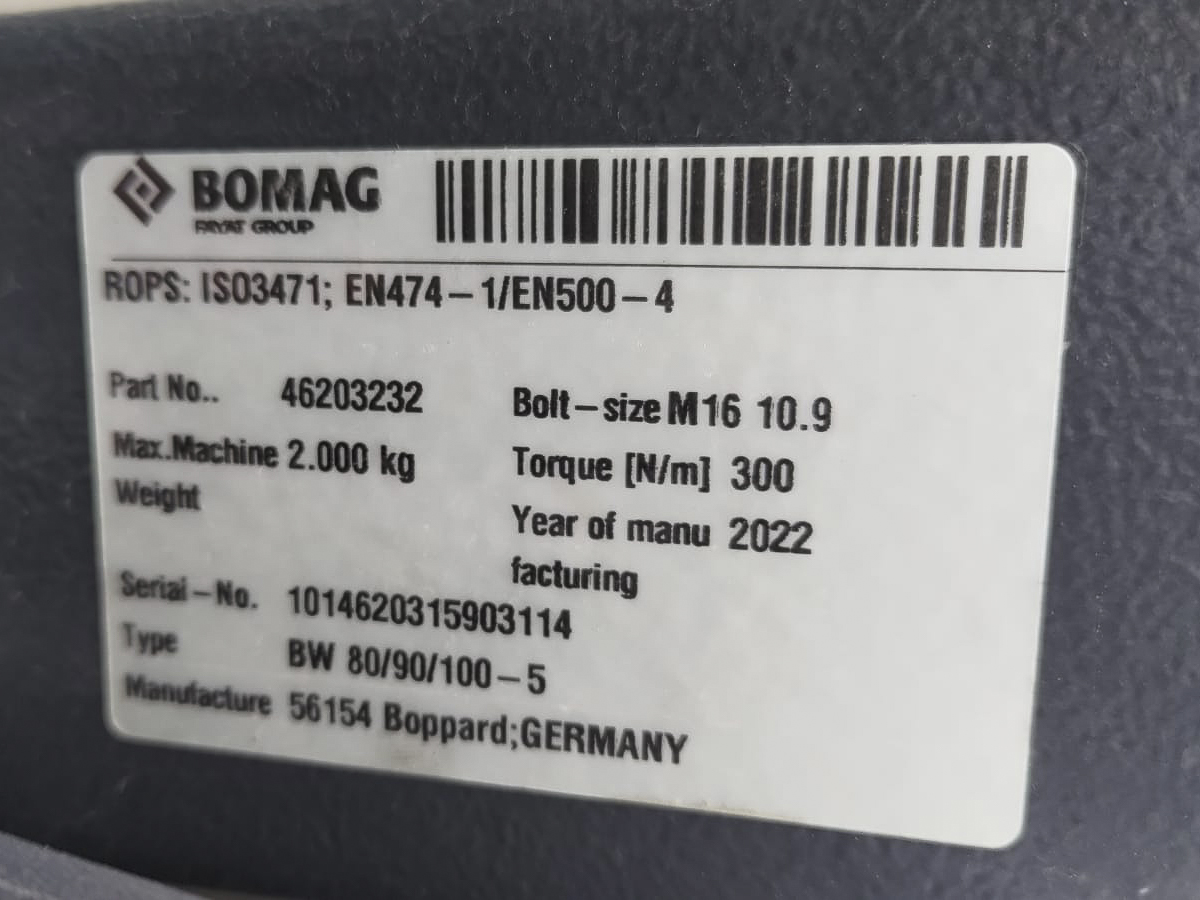 BOMAG
FAYAT GROUP
ROPS: ISO3471; EN474-1/EN500-4
Part No.. 46203232
Max.Machine 2.000 kg
Weight
Bolt-size M16 10.9
Torque [N/m] 300
Year of manu 2022
facturing
Serial-No. 1014620315903114
Type BW 80/90/100-5
Manufacture 56154 Boppard;GERMANY